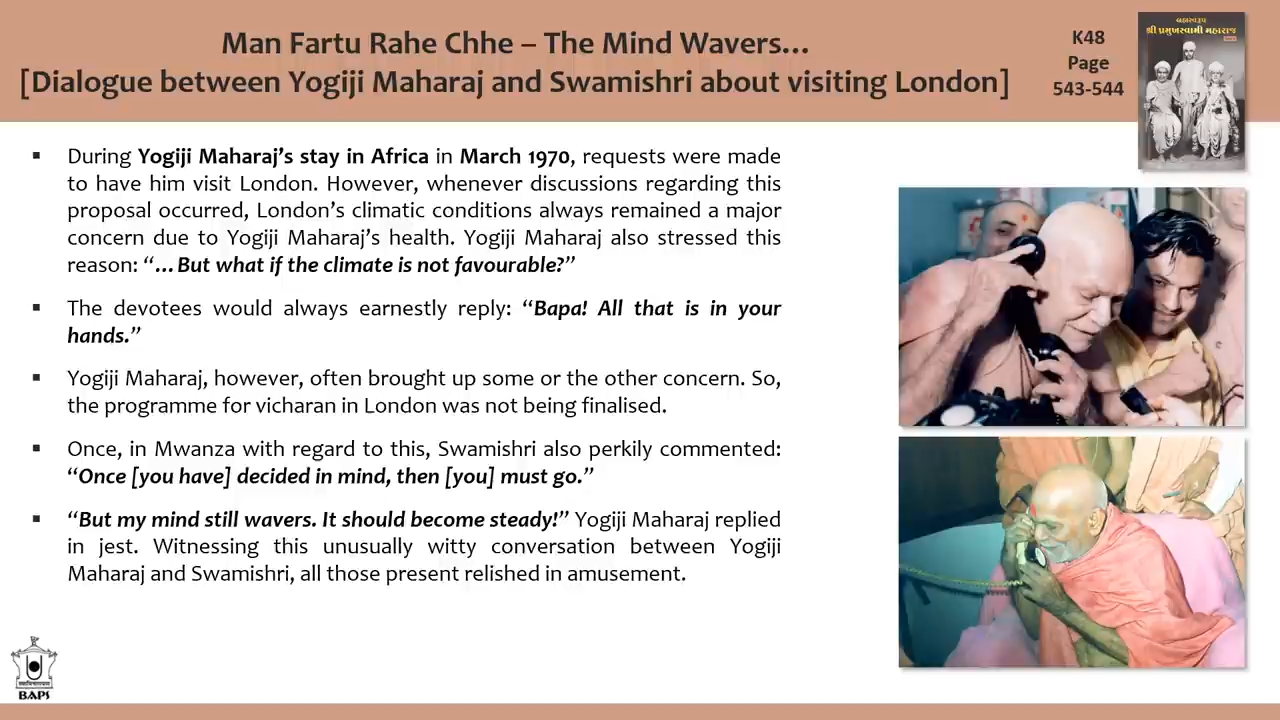 Man Fartu Rahe Chhe – The Mind Wavers…
[Dialogue between Yogiji Maharaj and Swamishri about visiting London]
K48
Page
543-544
બ્રહ્મસ્વરૂપ
શ્રી પ્રમુખસ્વામી મહારાજ
▪ During Yogiji Maharaj’s stay in Africa in March 1970, requests were made
to have him visit London. However, whenever discussions regarding this
proposal occurred, London’s climatic conditions always remained a major
concern due to Yogiji Maharaj’s health. Yogiji Maharaj also stressed this
reason: “…But what if the climate is not favourable?”
▪ The devotees would always earnestly reply: “Bapa! All that is in your
hands.”
▪ Yogiji Maharaj, however, often brought up some or the other concern. So,
the programme for vicharan in London was not being finalised.
▪ Once, in Mwanza with regard to this, Swamishri also perkily commented:
“Once [you have] decided in mind, then [you] must go.”
▪ “But my mind still wavers. It should become steady!” Yogiji Maharaj replied
in jest. Witnessing this unusually witty conversation between Yogiji
Maharaj and Swamishri, all those present relished in amusement.
BAPS